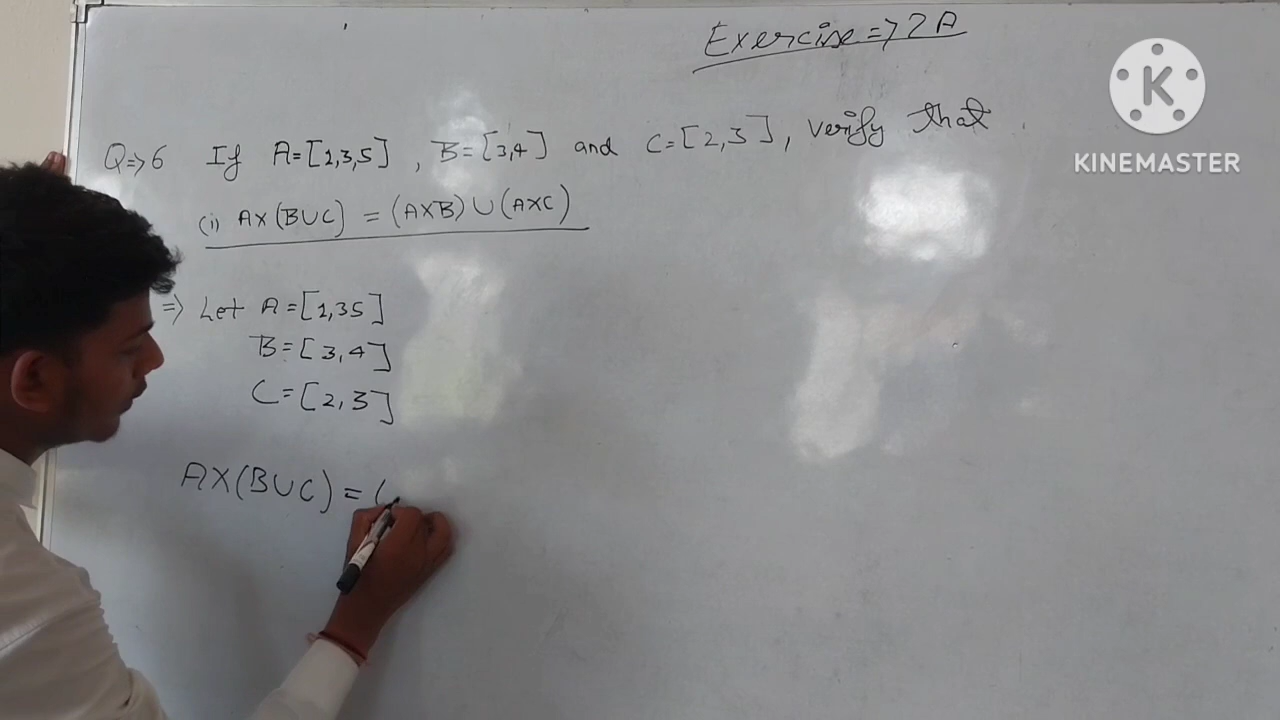 Exercise => 2A
Q => 6 If A = [1,3,5] , B = [3,4] and C = [2,3] , verify that
(i) A×(B∪C) = (A×B) ∪ (A×C)
=> Let A = [1,35]
B = [3,4]
C = [2,3]
A×(B∪C) = (
KINEMASTER